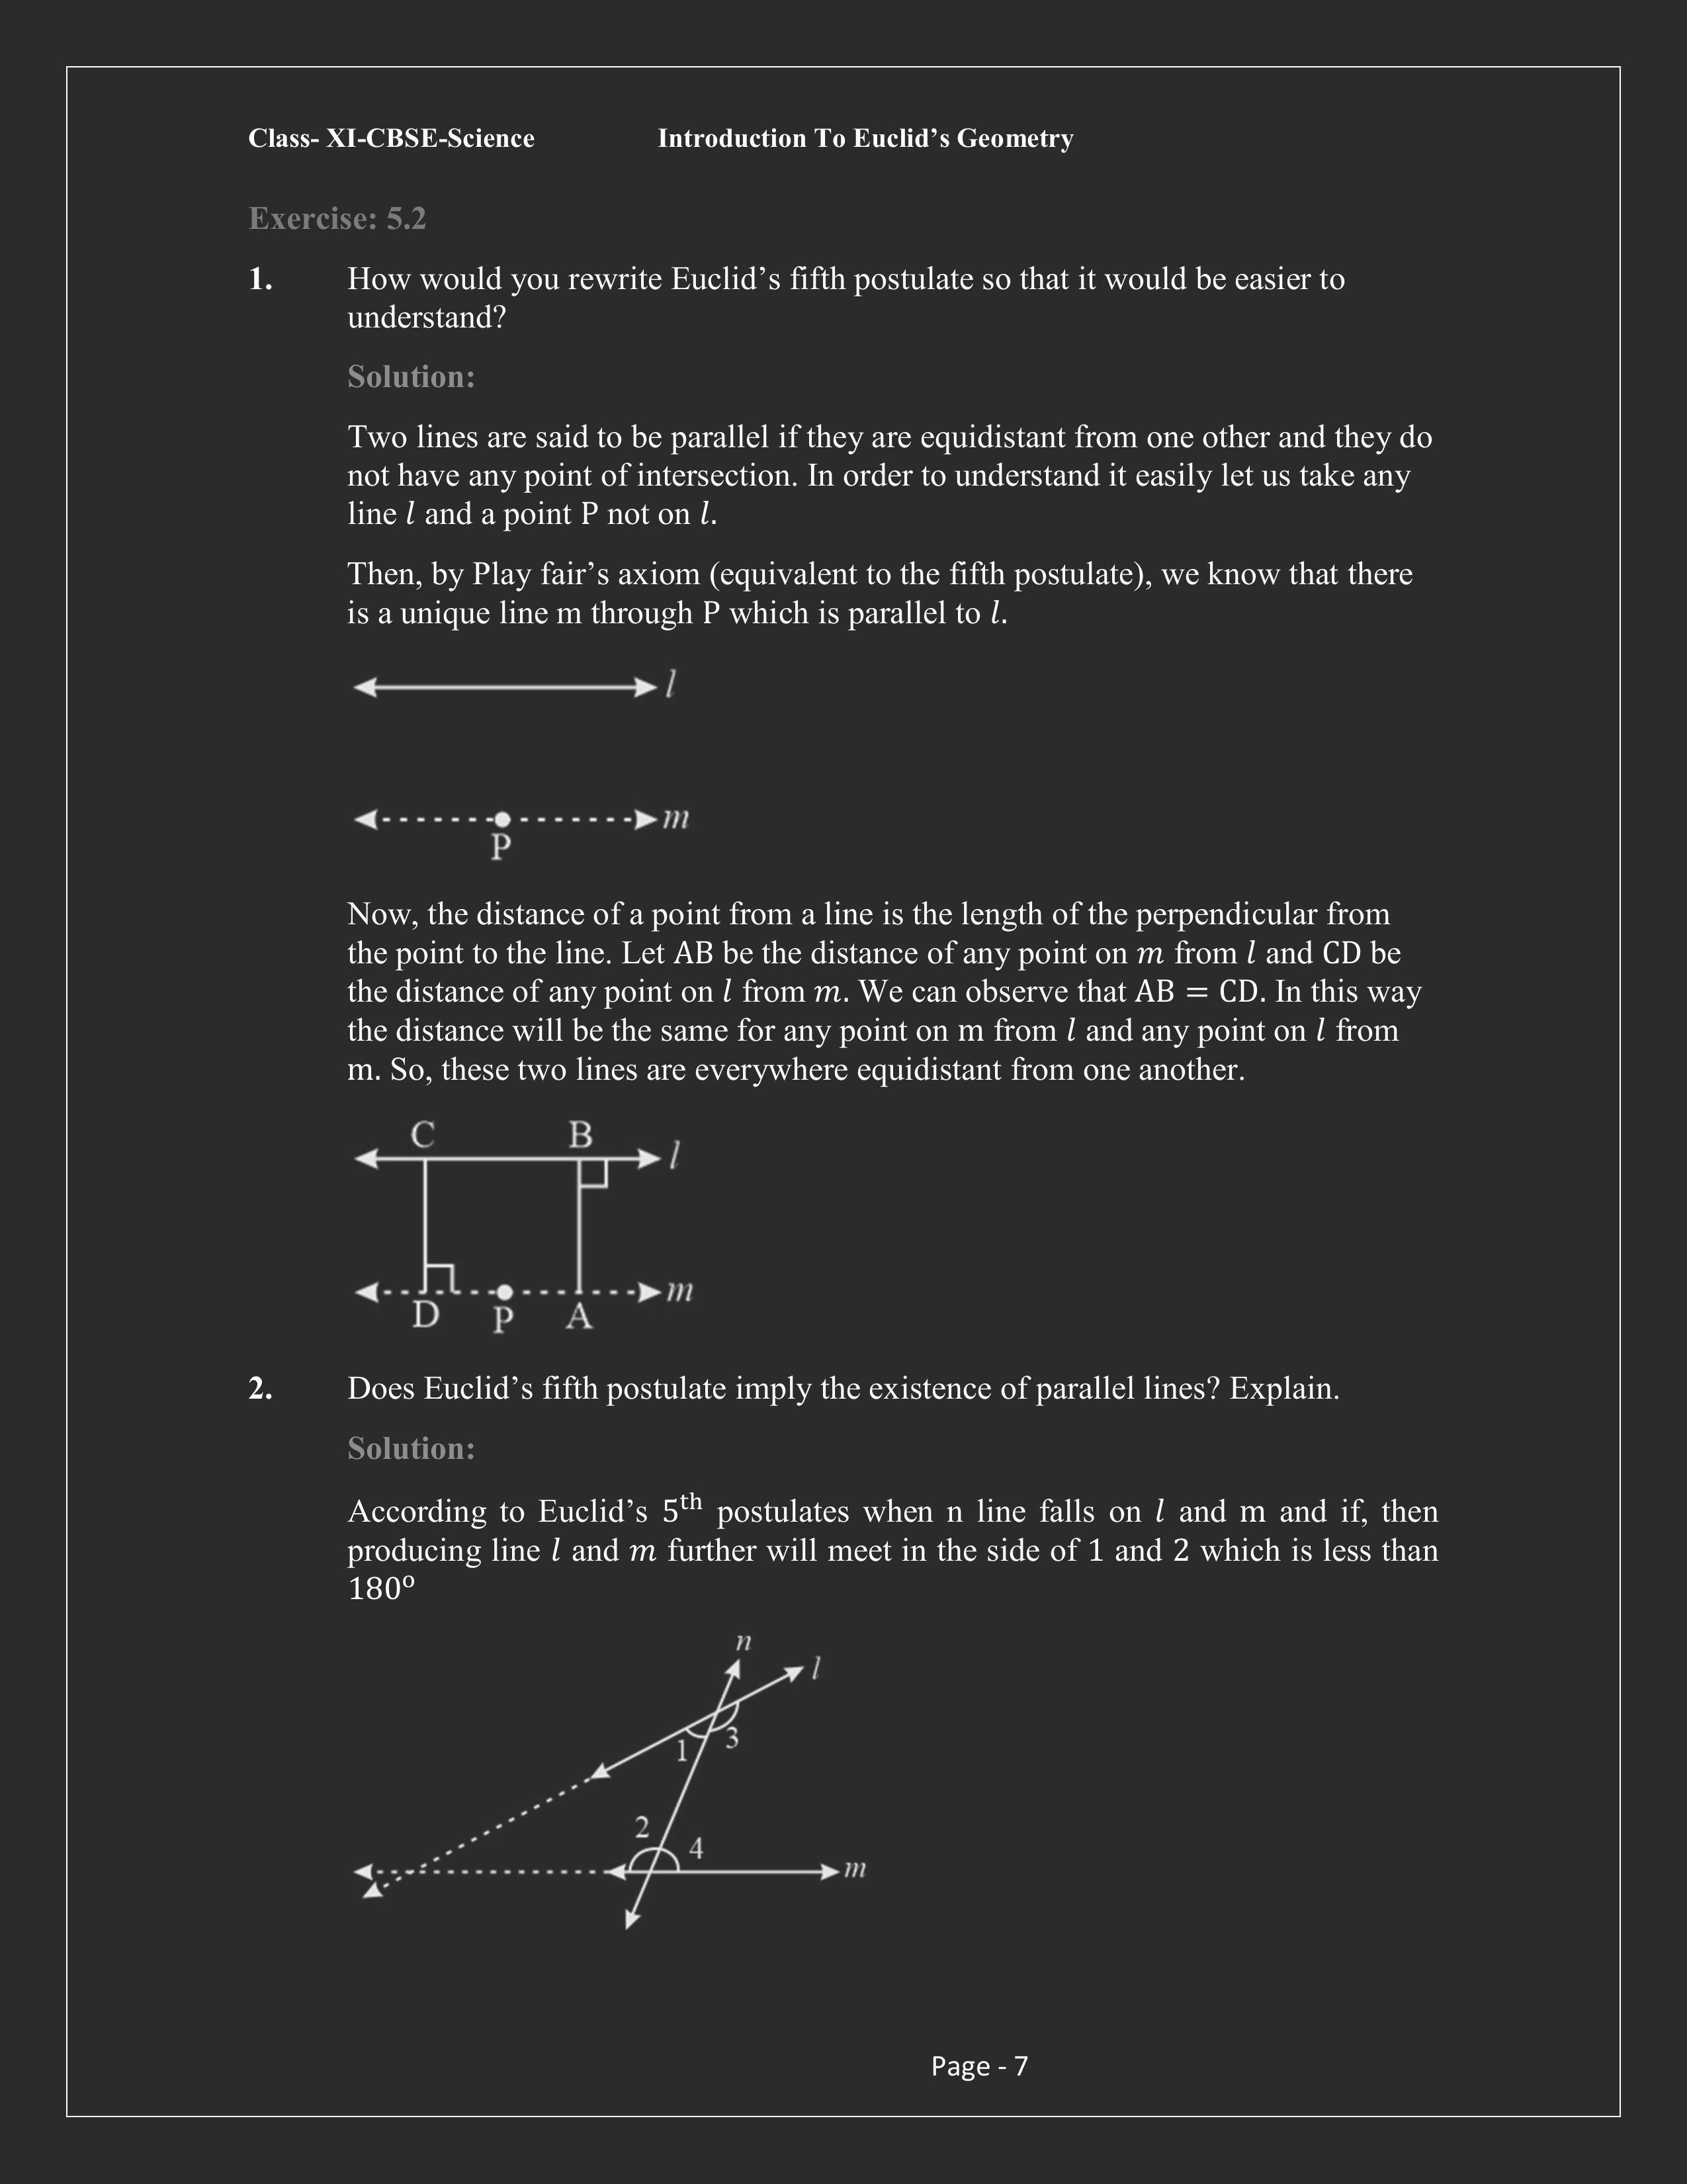 Class- XI-CBSE-Science Introduction To Euclid’s Geometry
Exercise: 5.2
1. How would you rewrite Euclid’s fifth postulate so that it would be easier to
understand?
Solution:
Two lines are said to be parallel if they are equidistant from one other and they do
not have any point of intersection. In order to understand it easily let us take any
line l and a point P not on l.
Then, by Play fair’s axiom (equivalent to the fifth postulate), we know that there
is a unique line m through P which is parallel to l.
l
m
P
Now, the distance of a point from a line is the length of the perpendicular from
the point to the line. Let AB be the distance of any point on m from l and CD be
the distance of any point on l from m. We can observe that AB = CD. In this way
the distance will be the same for any point on m from l and any point on l from
m. So, these two lines are everywhere equidistant from one another.
C B
l
m
D P A
2. Does Euclid’s fifth postulate imply the existence of parallel lines? Explain.
Solution:
According to Euclid’s 5th postulates when n line falls on l and m and if, then
producing line l and m further will meet in the side of 1 and 2 which is less than
180º
n
l
1 3
2 4
m
Page - 7